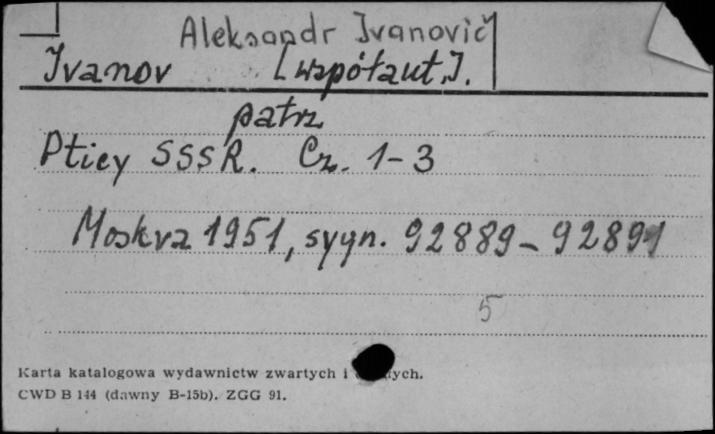 Aleksandr Ivanovič
Ivanov [współaut.].
patrz
Pticy SSSR. Cz. 1-3
Moskva 1951, sygn. 92889-92891
5
Karta katalogowa wydawnictw zwartych i
CWD B 144 (dawny B-15b). ZGG 91.